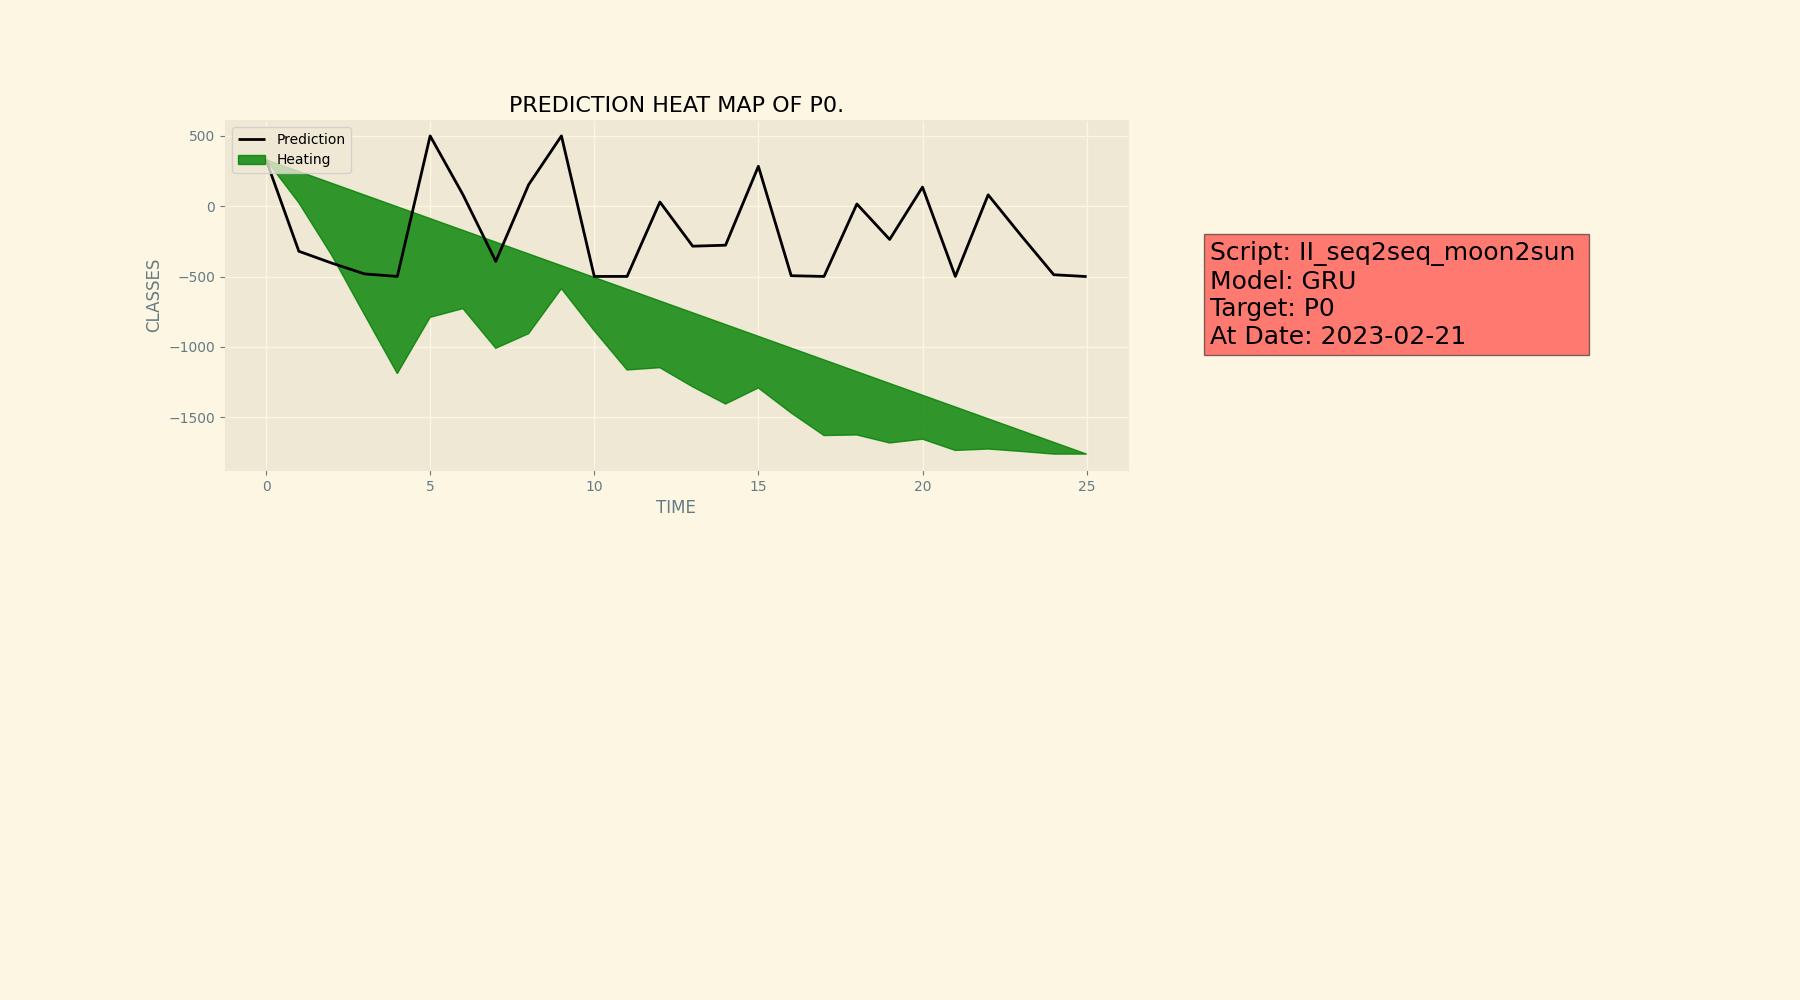 PREDICTION HEAT MAP OF P0.
Prediction
Heating
500
0
−500
−1000
−1500
CLASSES
0 5 10 15 20 25
TIME
Script: II_seq2seq_moon2sun
Model: GRU
Target: P0
At Date: 2023-02-21